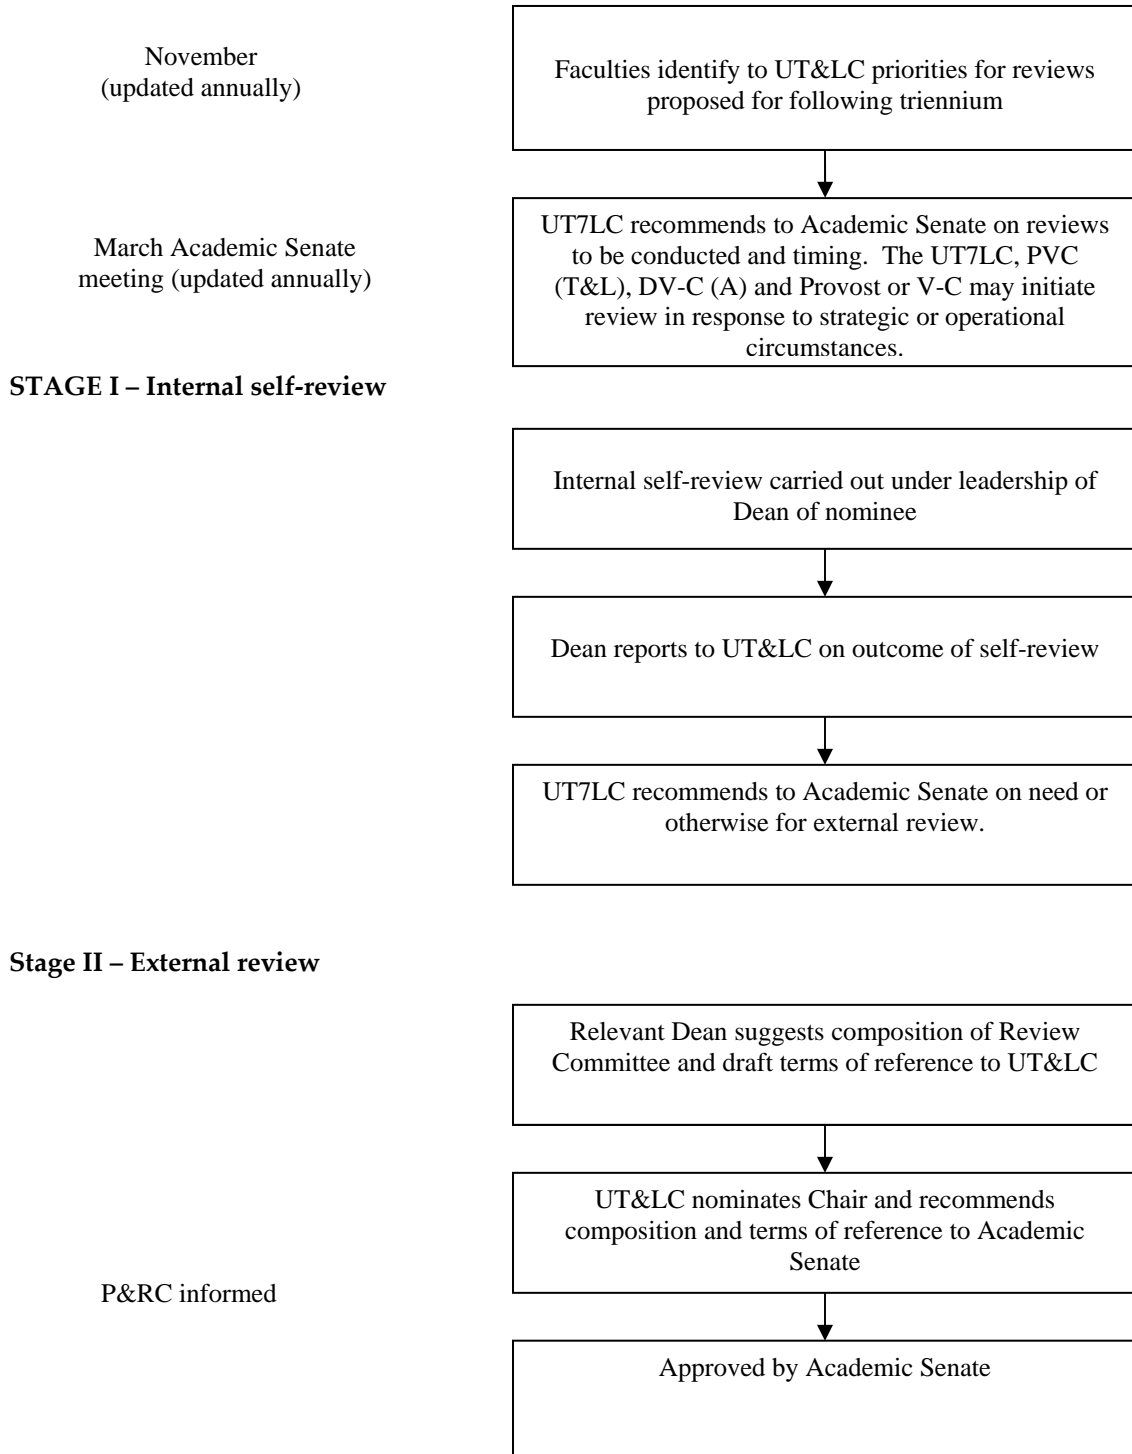 November
(updated annually)
Faculties identify to UT&LC priorities for reviews
proposed for following triennium
March Academic Senate
meeting (updated annually)
UT7LC recommends to Academic Senate on reviews
to be conducted and timing. The UT7LC, PVC
(T&L), DV-C (A) and Provost or V-C may initiate
review in response to strategic or operational
circumstances.
STAGE I – Internal self-review
Internal self-review carried out under leadership of
Dean of nominee
Dean reports to UT&LC on outcome of self-review
UT7LC recommends to Academic Senate on need or
otherwise for external review.
Stage II – External review
Relevant Dean suggests composition of Review
Committee and draft terms of reference to UT&LC
UT&LC nominates Chair and recommends
composition and terms of reference to Academic
Senate
P&RC informed
Approved by Academic Senate